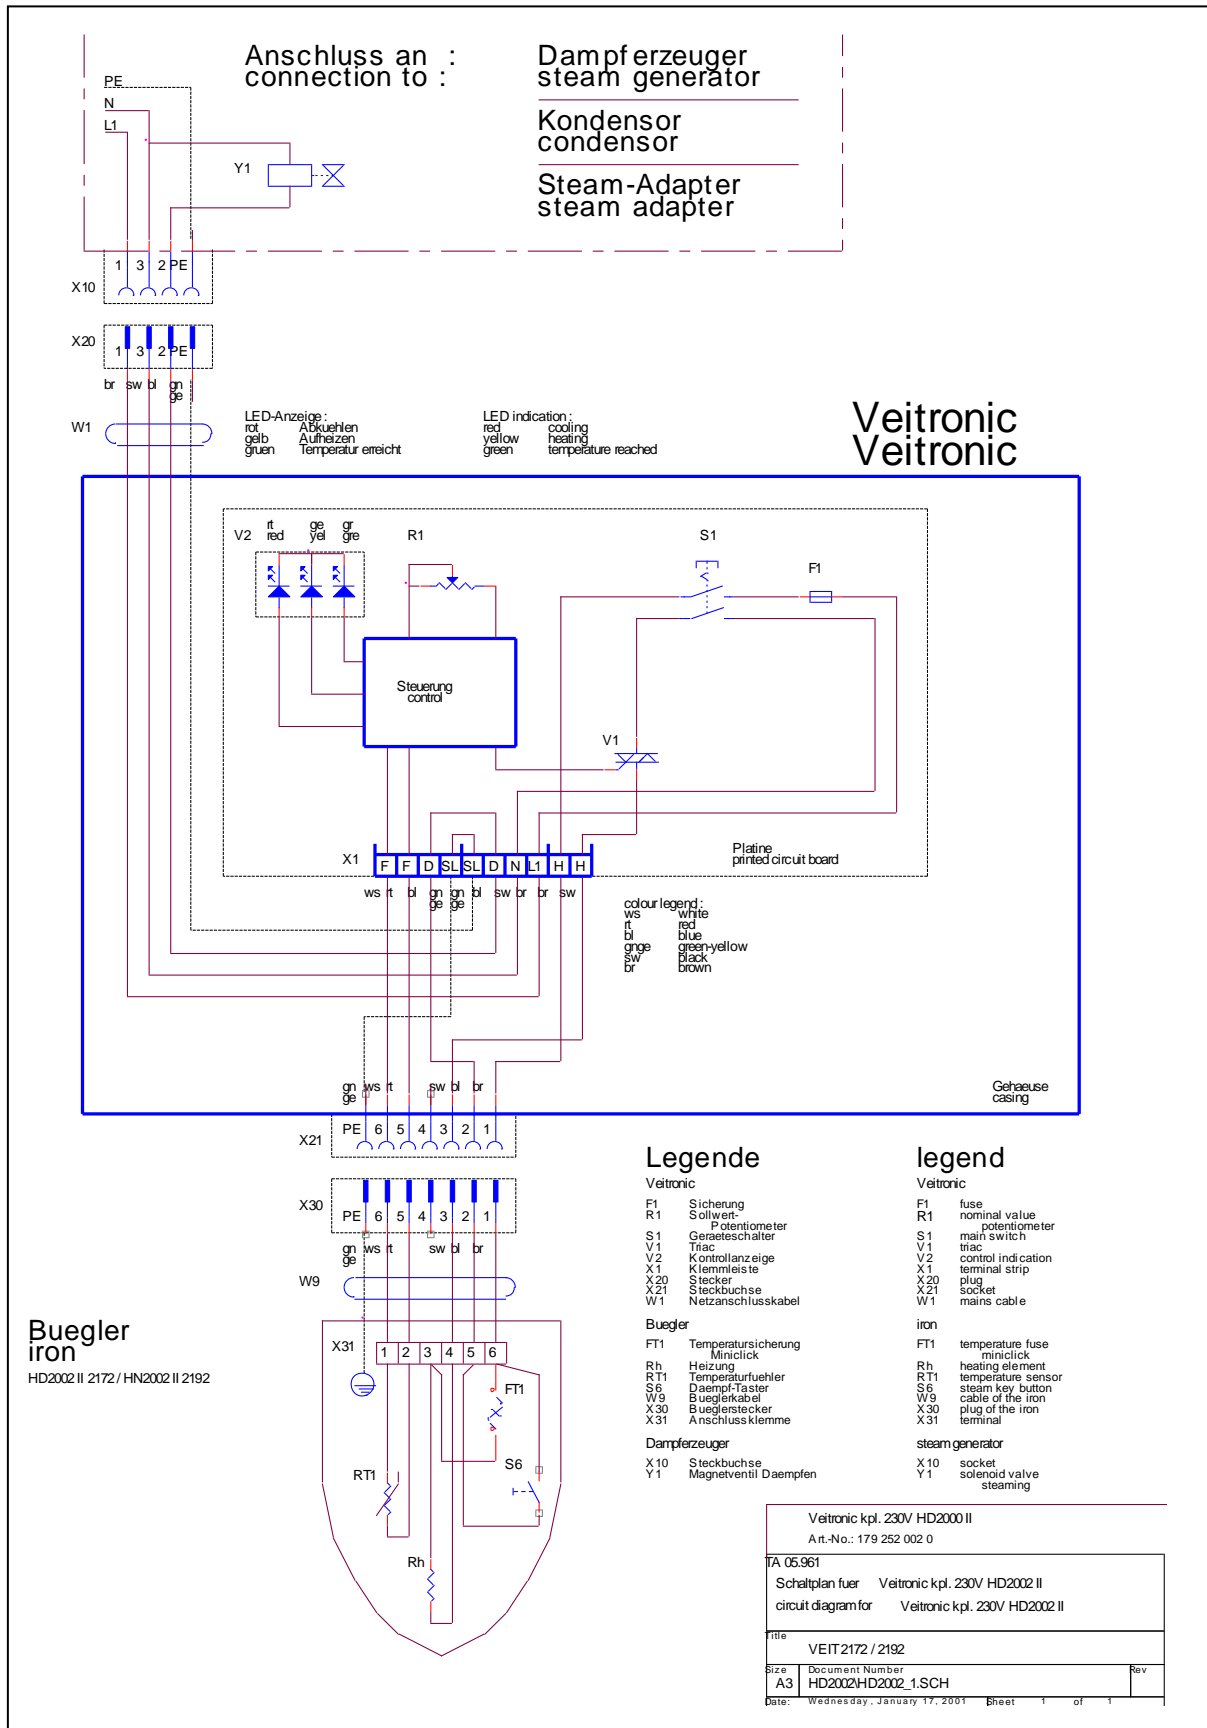 Anschluss an :
connection to :
Dampferzeuger
steam generator
Kondensor
condensor
Steam-Adapter
steam adapter
PE
N
L1
Y1
1 3 2 PE
X10
X20
1 3 2 PE
br sw bl gn
ge
W1
LED-Anzeige :
rot Abkuehlen
gelb Aufheizen
gruen Temperatur erreicht
LED indication :
red cooling
yellow heating
green temperature reached
Veitronic
Veitronic
V2
rt ge gr
red yel gre
R1
S1
F1
Steuerung
control
V1
X1
F F D SL SL D N L1 H H
Platine
printed circuit board
ws rt bl gn gn bl sw br br sw
ge ge
colour legend :
ws white
rt red
bl blue
gnge green-yellow
sw black
br brown
gn ws rt sw bl br
ge
Gehaeuse
casing
X21
PE 6 5 4 3 2 1
X30
PE 6 5 4 3 2 1
gn ws rt sw bl br
ge
W9
Buegler
iron
HD2002 II 2172 / HN2002 II 2192
X31
1 2 3 4 5 6
FT1
S6
RT1
Rh
Legende
Veitronic
F1 Sicherung
R1 Sollwert-
Potentiometer
S1 Geraeteschalter
V1 Triac
V2 Kontrollanzeige
X1 Klemmleiste
X20 Stecker
X21 Steckbuchse
W1 Netzanschlusskabel
Buegler
FT1 Temperatursicherung
Miniclick
Rh Heizung
RT1 Temperaturfuehler
S6 Daempf-Taster
W9 Bueglerkabel
X30 Bueglerstecker
X31 Anschlussklemme
Dampferzeuger
X10 Steckbuchse
Y1 Magnetventil Daempfen
legend
Veitronic
F1 fuse
R1 nominal value
potentiometer
S1 main switch
V1 triac
V2 control indication
X1 terminal strip
X20 plug
X21 socket
W1 mains cable
iron
FT1 temperature fuse
miniclick
Rh heating element
RT1 temperature sensor
S6 steam key button
W9 cable of the iron
X30 plug of the iron
X31 terminal
steam generator
X10 socket
Y1 solenoid valve
steaming
Veitronic kpl. 230V HD2000 II
Art.-No.: 179 252 002 0
TA 05.961
Schaltplan fuer Veitronic kpl. 230V HD2002 II
circuit diagram for Veitronic kpl. 230V HD2002 II
Title
VEIT 2172 / 2192
Size Document Number Rev
A3 HD2002\HD2002_1.SCH
Date: Wednesday, January 17, 2001 Sheet 1 of 1